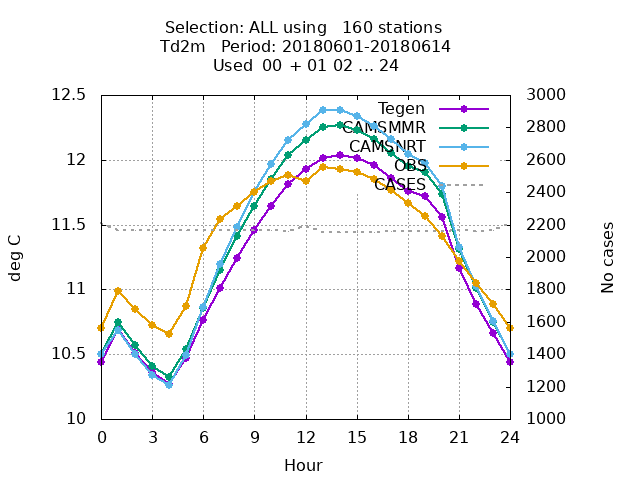 Selection: ALL using   160 stations
Td2m   Period: 20180601-20180614
Used  00 + 01 02 ... 24
12.5
12
11.5
11
10.5
10
deg C
Tegen
CAMSMMR
CAMSNRT
OBS
CASES
3000
2800
2600
2400
2200
2000
1800
1600
1400
1200
1000
No cases
0 3 6 9 12 15 18 21 24
Hour